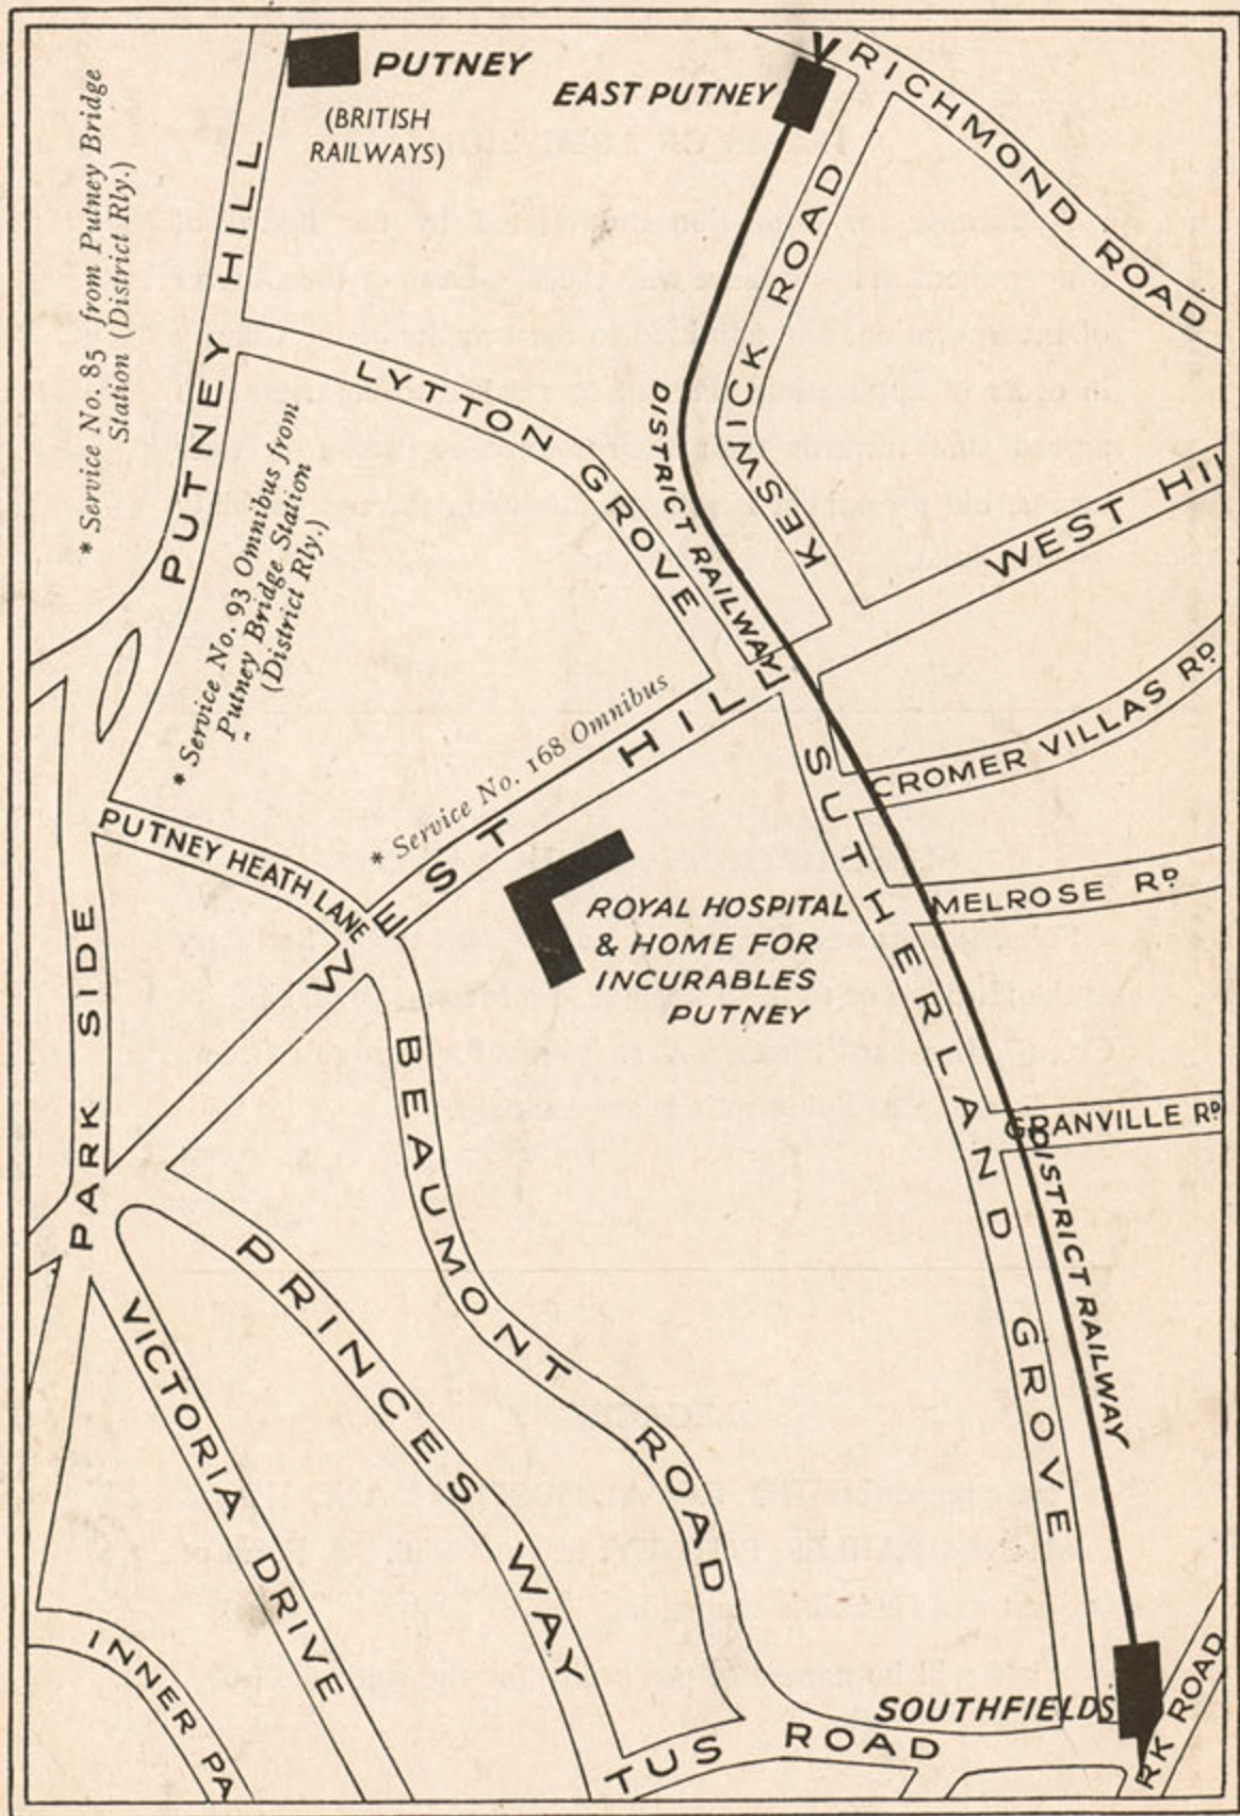 PUTNEY
(BRITISH
RAILWAYS)
EAST PUTNEY
RICHMOND ROAD
* Service No. 85 from Putney Bridge
Station (District Rly.)
PUTNEY HILL
KESWICK ROAD
LYTTON GROVE
DISTRICT RAILWAY
WEST HIL
* Service No. 93 Omnibus from
Putney Bridge Station
(District Rly.)
CROMER VILLAS RD
* Service No. 168 Omnibus
WEST HILL
PUTNEY HEATH LANE
SUTHERLAND GROVE
MELROSE RD
ROYAL HOSPITAL
& HOME FOR
INCURABLES
PUTNEY
PARK SIDE
BEAUMONT ROAD
GRANVILLE RD
DISTRICT RAILWAY
PRINCES WAY
VICTORIA DRIVE
INNER PA
SOUTHFIELDS
TUS ROAD
RK ROAD